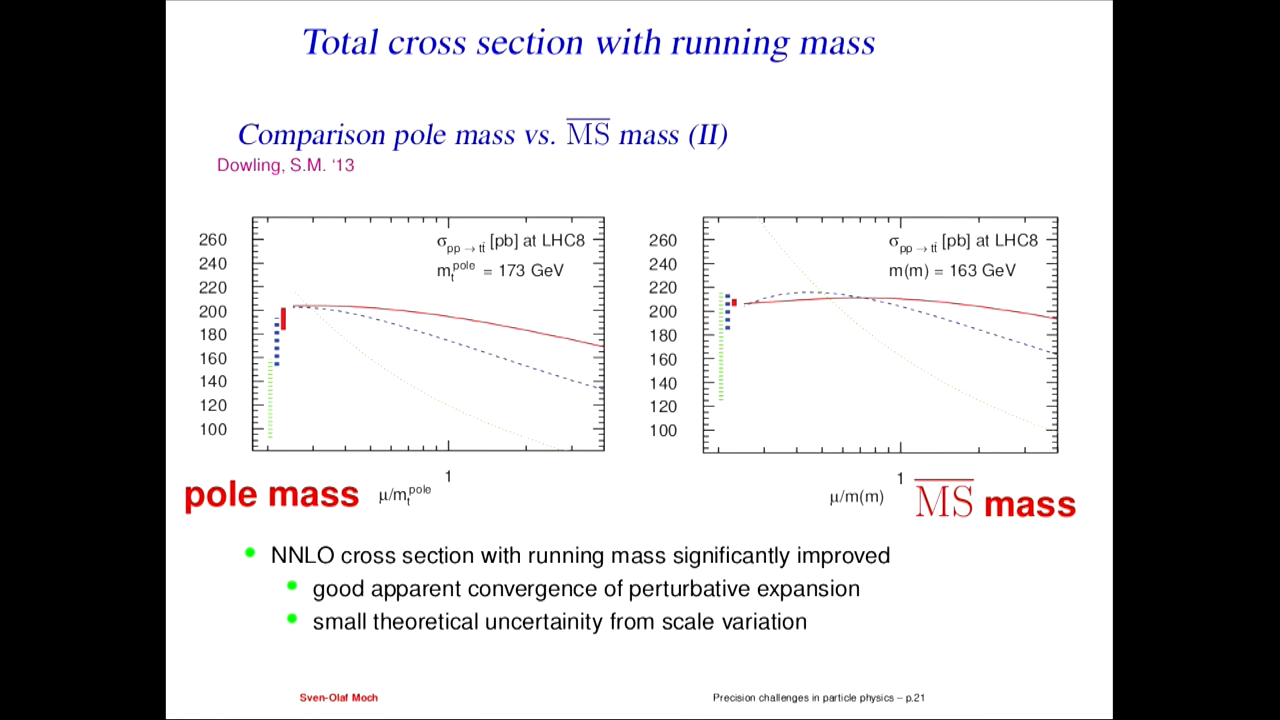 Total cross section with running mass
Comparison pole mass vs. M̅S̅ mass (II)
Dowling, S.M. ‘13
260
240
220
200
180
160
140
120
100
σpp → tt̄ [pb] at LHC8
mt^pole = 173 GeV
1
pole mass
μ/mt^pole
260
240
220
200
180
160
140
120
100
σpp → tt̄ [pb] at LHC8
m(m) = 163 GeV
1
μ/m(m)
M̅S̅ mass
NNLO cross section with running mass significantly improved
good apparent convergence of perturbative expansion
small theoretical uncertainity from scale variation
Sven-Olaf Moch
Precision challenges in particle physics – p.21